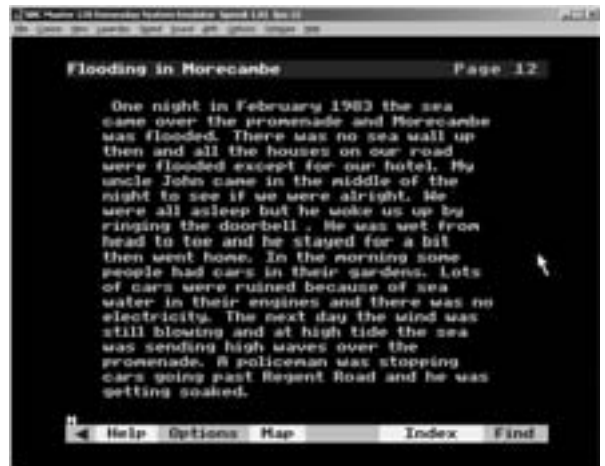 Flooding in Morecambe Page 12
One night in February 1983 the sea
came over the promenade and Morecambe
was flooded. There was no sea wall up
then and all the houses on our road
were flooded except for our hotel. My
uncle John came in the middle of the
night to see if we were alright. We
were all asleep but he woke us up by
ringing the doorbell . He was wet from
head to toe and he stayed for a bit
then went home. In the morning some
people had cars in their gardens. Lots
of cars were ruined because of sea
water in their engines and there was no
electricity. The next day the wind was
still blowing and at high tide the sea
was sending high waves over the
promenade. A policeman was stopping
cars going past Regent Road and he was
getting soaked.
Help Options Map Index Find